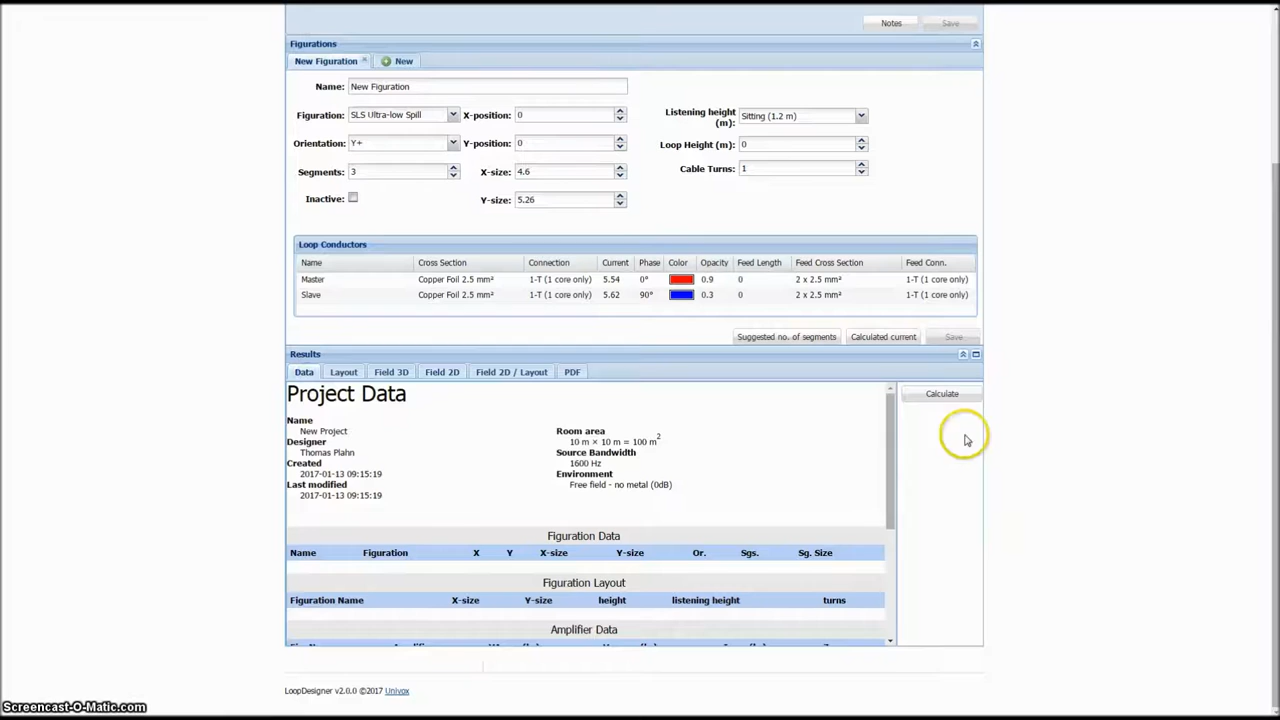 Notes Save
Figurations
New Figuration New
Name: New Figuration
Figuration: SLS Ultra-low Spill X-position: 0 Listening height (m): Sitting (1.2 m)
Orientation: Y+ Y-position: 0 Loop Height (m): 0
Segments: 3 X-size: 4.6 Cable Turns: 1
Inactive: Y-size: 5.26
Loop Conductors
Name Cross Section Connection Current Phase Color Opacity Feed Length Feed Cross Section Feed Conn.
Master Copper Foil 2.5 mm² 1-T (1 core only) 5.54 0° 0.9 0 2 x 2.5 mm² 1-T (1 core only)
Slave Copper Foil 2.5 mm² 1-T (1 core only) 5.62 90° 0.3 0 2 x 2.5 mm² 1-T (1 core only)
Suggested no. of segments Calculated current Save
Results
Data Layout Field 3D Field 2D Field 2D / Layout PDF
Project Data Calculate
Name
New Project Room area
Designer 10 m × 10 m = 100 m²
Thomas Plahn Source Bandwidth
Created 1600 Hz
2017-01-13 09:15:19 Environment
Last modified Free field - no metal (0dB)
2017-01-13 09:15:19
Figuration Data
Name Figuration X Y X-size Y-size Or. Sgs. Sg. Size
Figuration Layout
Figuration Name X-size Y-size height listening height turns
Amplifier Data
LoopDesigner v2.0.0 ©2017 Univox
Screencast-O-Matic.com